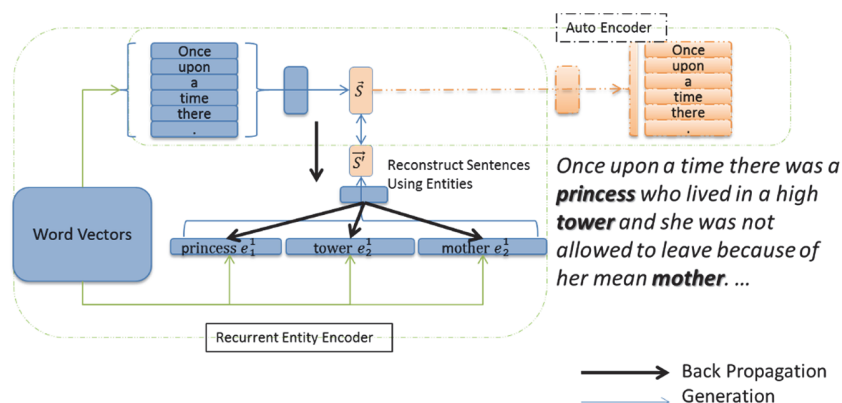 Auto Encoder
Once
upon
a
time
there
.
S⃗
Once
upon
a
time
there
.
S⃗′
Reconstruct Sentences
Using Entities
Word Vectors
princess e₁¹
tower e₂¹
mother e₂¹
Once upon a time there was a
princess who lived in a high
tower and she was not
allowed to leave because of
her mean mother. ...
Recurrent Entity Encoder
Back Propagation
Generation